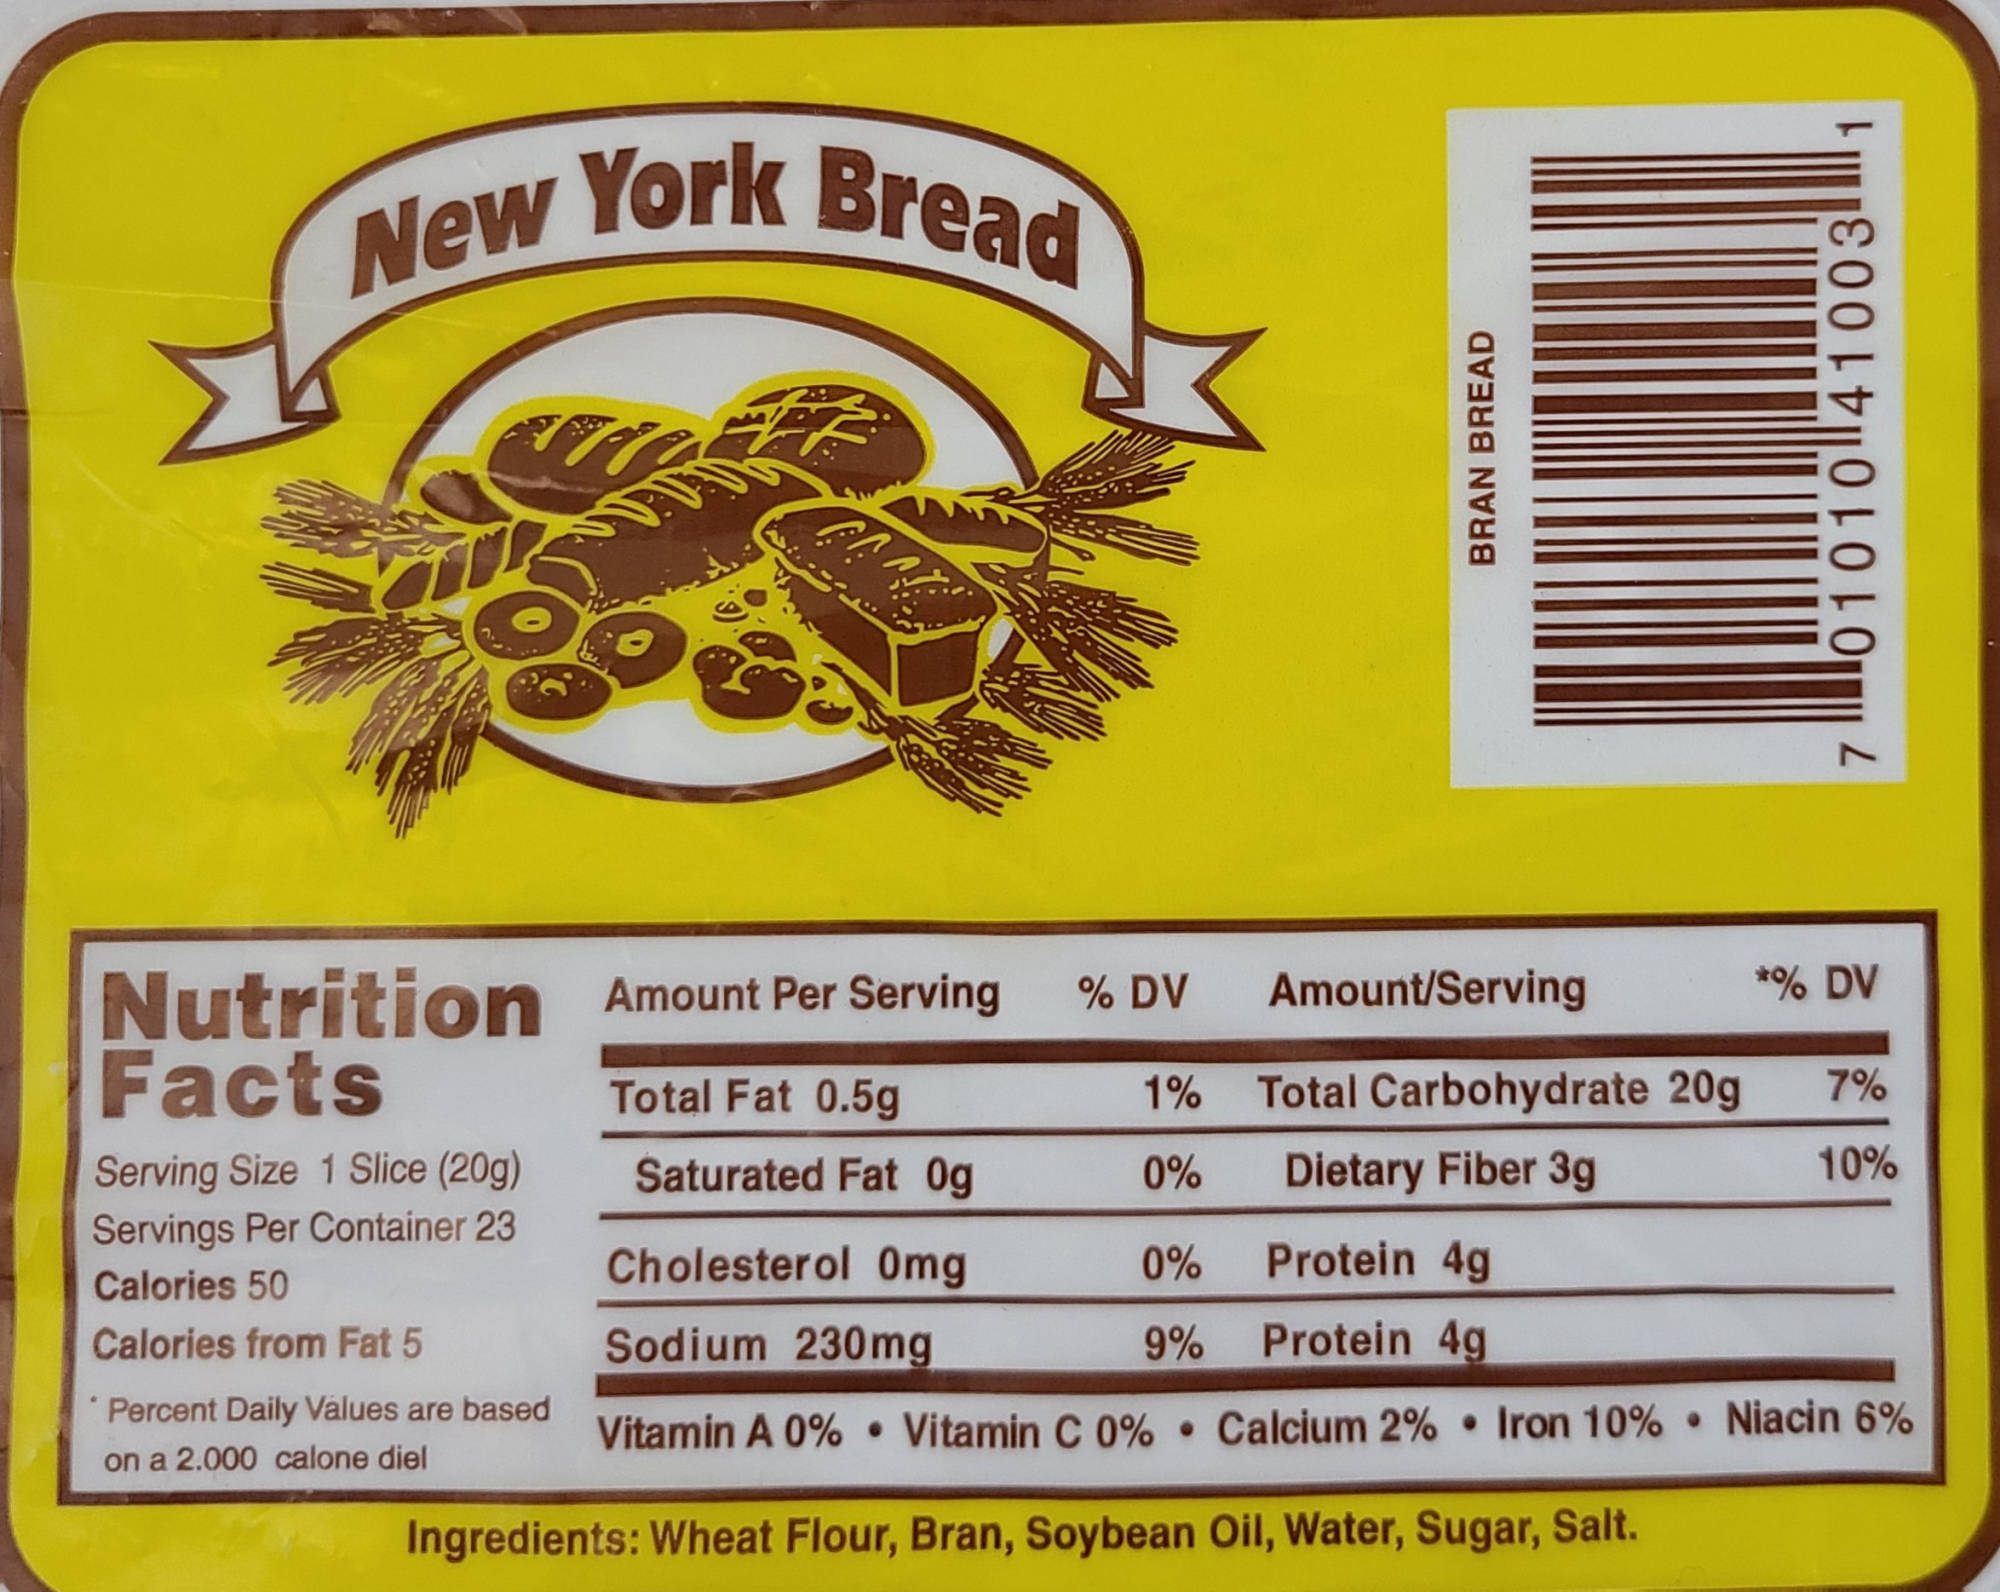 New York Bread
BRAN BREAD
7 01010 41003 1
Nutrition
Facts
Serving Size 1 Slice (20g)
Servings Per Container 23
Calories 50
Calories from Fat 5
* Percent Daily Values are based
on a 2.000 calone diel
Amount Per Serving % DV Amount/Serving *% DV
Total Fat 0.5g 1% Total Carbohydrate 20g 7%
Saturated Fat 0g 0% Dietary Fiber 3g 10%
Cholesterol 0mg 0% Protein 4g
Sodium 230mg 9% Protein 4g
Vitamin A 0% • Vitamin C 0% • Calcium 2% • Iron 10% • Niacin 6%
Ingredients: Wheat Flour, Bran, Soybean Oil, Water, Sugar, Salt.